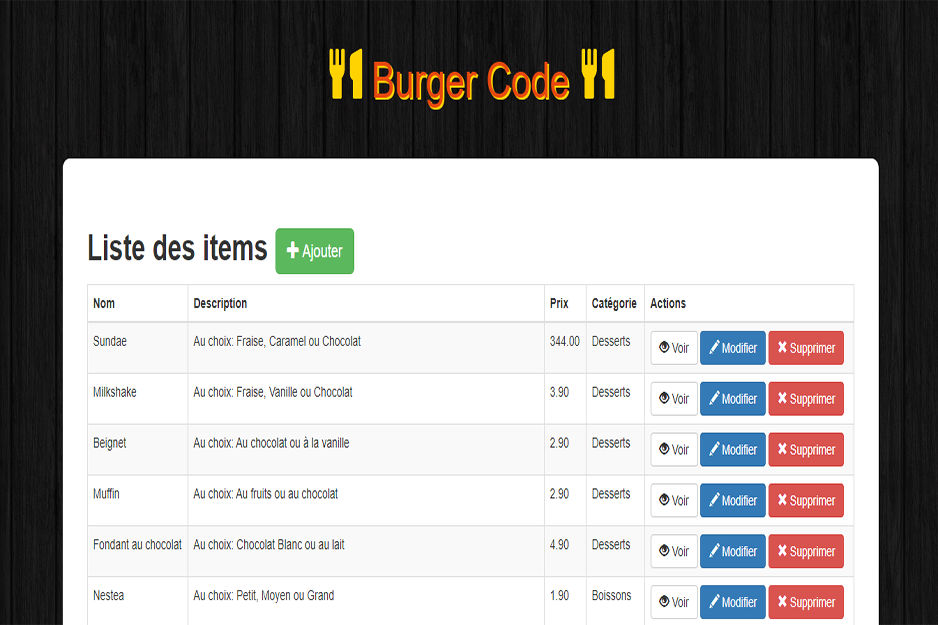 Burger Code
Liste des items Ajouter
Nom Description Prix Catégorie Actions
Sundae Au choix: Fraise, Caramel ou Chocolat 344.00 Desserts Voir Modifier Supprimer
Milkshake Au choix: Fraise, Vanille ou Chocolat 3.90 Desserts Voir Modifier Supprimer
Beignet Au choix: Au chocolat ou à la vanille 2.90 Desserts Voir Modifier Supprimer
Muffin Au choix: Au fruits ou au chocolat 2.90 Desserts Voir Modifier Supprimer
Fondant au chocolat Au choix: Chocolat Blanc ou au lait 4.90 Desserts Voir Modifier Supprimer
Nestea Au choix: Petit, Moyen ou Grand 1.90 Boissons Voir Modifier Supprimer